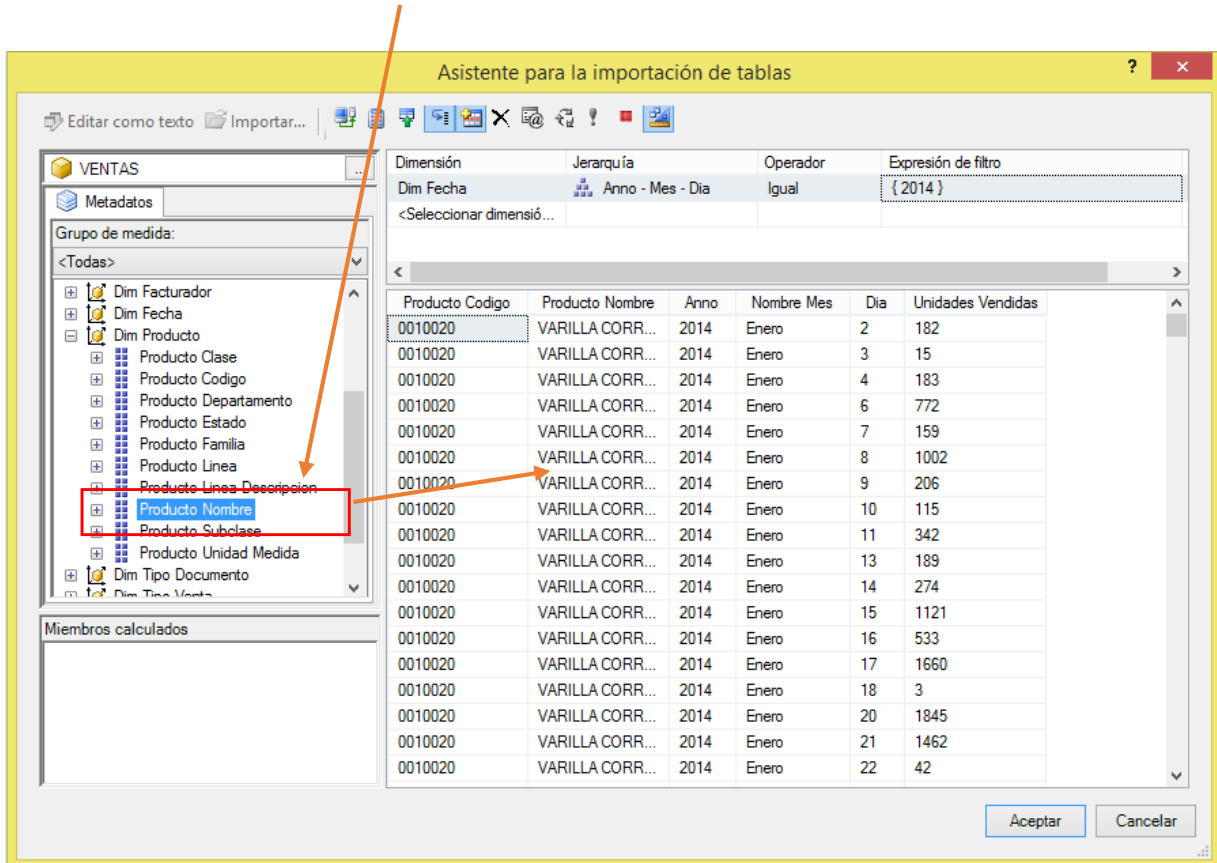 Asistente para la importación de tablas
? ×
Editar como texto Importar...
VENTAS ...
Metadatos
Grupo de medida:
<Todas>
Dim Facturador
Dim Fecha
Dim Producto
Producto Clase
Producto Codigo
Producto Departamento
Producto Estado
Producto Familia
Producto Linea
Producto Linea Descripcion
Producto Nombre
Producto Subclase
Producto Unidad Medida
Dim Tipo Documento
Dim Tipo Venta
Miembros calculados
Dimensión Jerarquía Operador Expresión de filtro
Dim Fecha Anno - Mes - Dia Igual { 2014 }
<Seleccionar dimensió...
Producto Codigo Producto Nombre Anno Nombre Mes Dia Unidades Vendidas
0010020 VARILLA CORR... 2014 Enero 2 182
0010020 VARILLA CORR... 2014 Enero 3 15
0010020 VARILLA CORR... 2014 Enero 4 183
0010020 VARILLA CORR... 2014 Enero 6 772
0010020 VARILLA CORR... 2014 Enero 7 159
0010020 VARILLA CORR... 2014 Enero 8 1002
0010020 VARILLA CORR... 2014 Enero 9 206
0010020 VARILLA CORR... 2014 Enero 10 115
0010020 VARILLA CORR... 2014 Enero 11 342
0010020 VARILLA CORR... 2014 Enero 13 189
0010020 VARILLA CORR... 2014 Enero 14 274
0010020 VARILLA CORR... 2014 Enero 15 1121
0010020 VARILLA CORR... 2014 Enero 16 533
0010020 VARILLA CORR... 2014 Enero 17 1660
0010020 VARILLA CORR... 2014 Enero 18 3
0010020 VARILLA CORR... 2014 Enero 20 1845
0010020 VARILLA CORR... 2014 Enero 21 1462
0010020 VARILLA CORR... 2014 Enero 22 42
Aceptar Cancelar